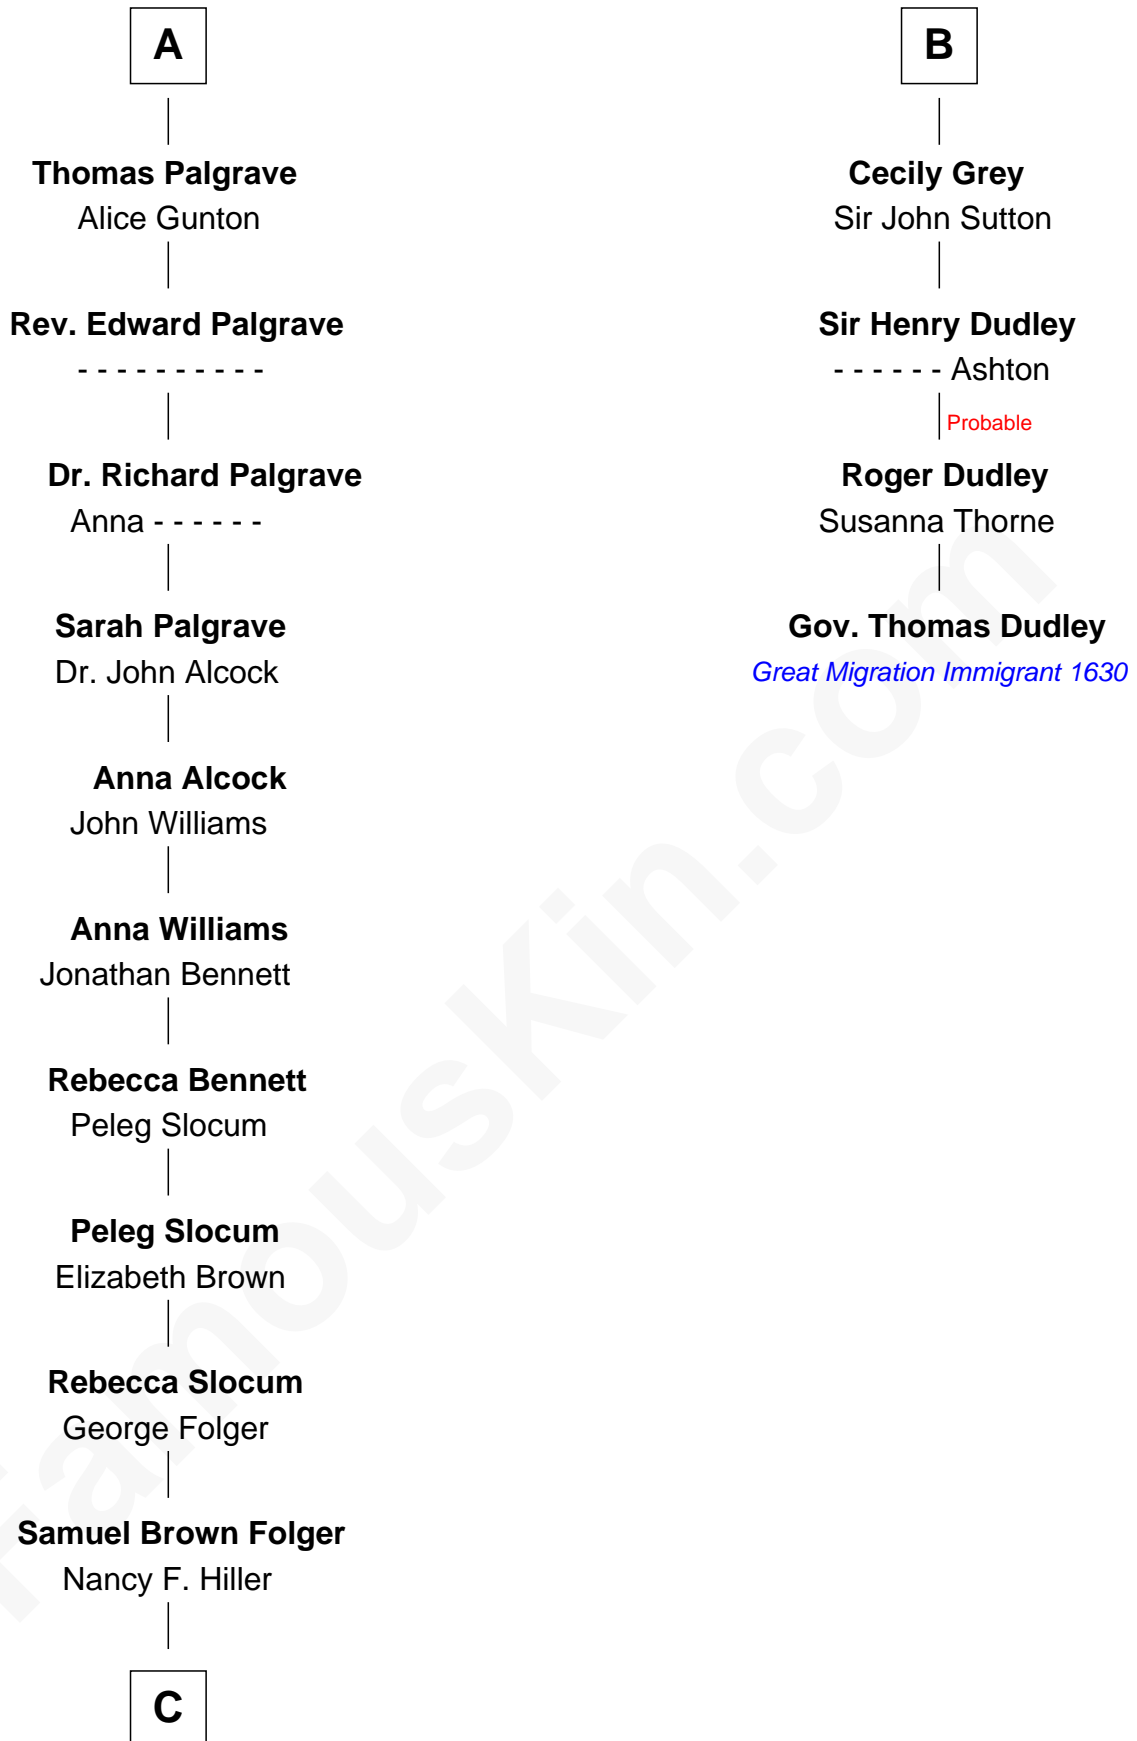 A
Thomas Palgrave
Alice Gunton
Rev. Edward Palgrave
- - - - - - - - - -
Dr. Richard Palgrave
Anna - - - - - -
Sarah Palgrave
Dr. John Alcock
Anna Alcock
John Williams
Anna Williams
Jonathan Bennett
Rebecca Bennett
Peleg Slocum
Peleg Slocum
Elizabeth Brown
Rebecca Slocum
George Folger
Samuel Brown Folger
Nancy F. Hiller
C
B
Cecily Grey
Sir John Sutton
Sir Henry Dudley
- - - - - - Ashton
Probable
Roger Dudley
Susanna Thorne
Gov. Thomas Dudley
Great Migration Immigrant 1630
FamousKin.com